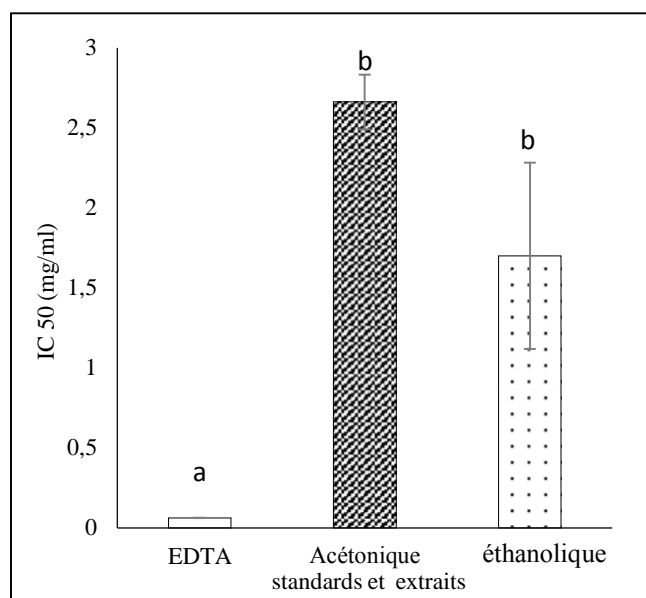 3
b
2,5
b
2
IC 50 (mg/ml)
1,5
1
0,5
a
0
EDTA
Acétonique
éthanolique
standards et extraits